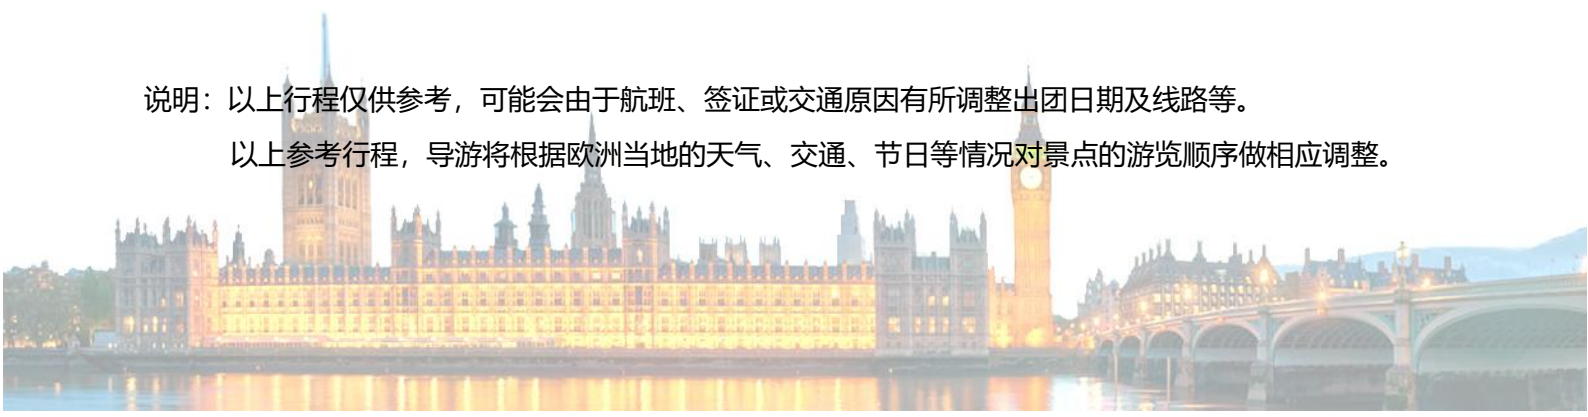 说明：以上行程仅供参考，可能会由于航班、签证或交通原因有所调整出团日期及线路等。
以上参考行程，导游将根据欧洲当地的天气、交通、节日等情况对景点的游览顺序做相应调整。